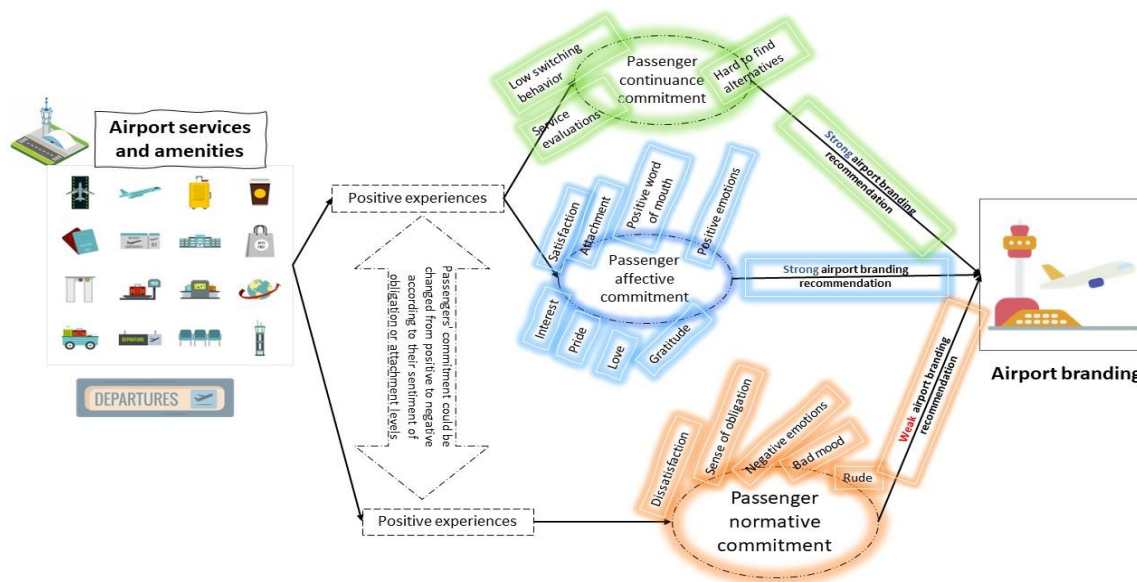 Airport services
and amenities
DEPARTURES
Positive experiences
Passengers' commitment could be
changed from positive to negative
according to their sentiment of
obligation or attachment levels
Positive experiences
Low switching
behavior
Service
evaluations
Passenger
continuance
commitment
Hard to find
alternatives
Strong airport branding
recommendation
Satisfaction
Attachment
Positive word
of mouth
Positive emotions
Passenger
affective
commitment
Interest
Pride
Love
Gratitude
Strong airport branding
recommendation
Dissatisfaction
Sense of obligation
Negative emotions
Bad mood
Rude
Passenger
normative
commitment
Weak airport branding
recommendation
Airport branding